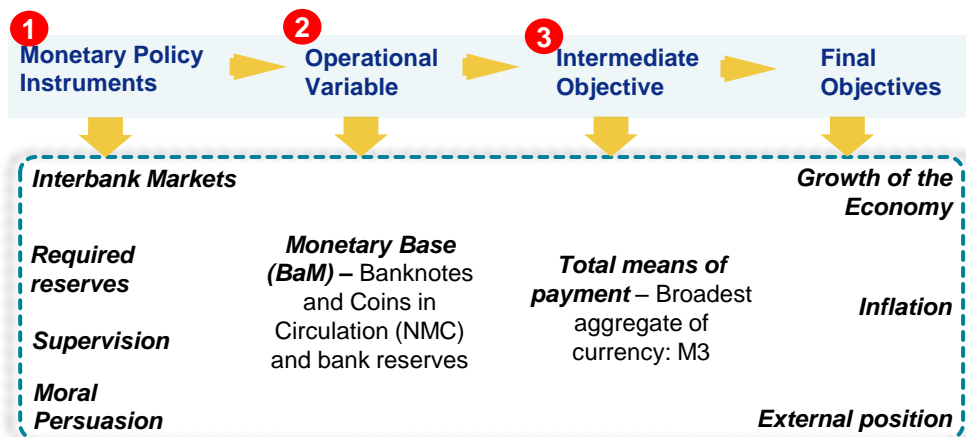 1
Monetary Policy
Instruments
2
Operational
Variable
3
Intermediate
Objective
Final
Objectives
Interbank Markets
Required
reserves
Supervision
Moral
Persuasion
Monetary Base
(BaM) – Banknotes
and Coins in
Circulation (NMC)
and bank reserves
Total means of
payment – Broadest
aggregate of
currency: M3
Growth of the
Economy
Inflation
External position